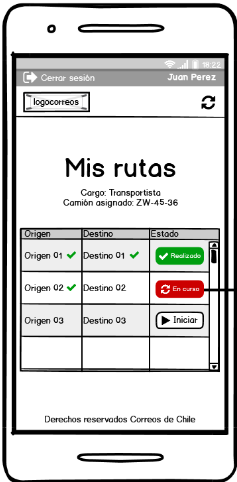 18:22
Cerrar sesión Juan Perez
logocorreos
Mis rutas
Cargo: Transportista
Camión asignado: ZW-45-36
Origen Destino Estado
Origen 01 Destino 01 Realizado
Origen 02 Destino 02 En curso
Origen 03 Destino 03 Iniciar
Derechos reservados Correos de Chile